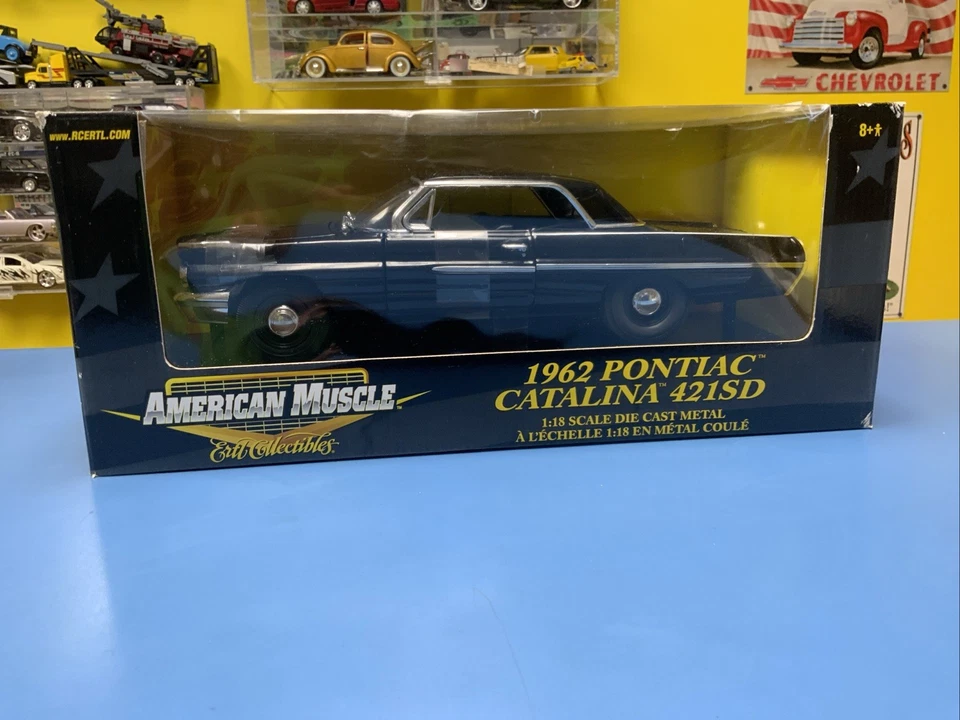 CHEVROLET
www.RCERTL.COM
8+
S
AMERICAN MUSCLE™
Ertl Collectibles.
1962 PONTIAC™
CATALINA™ 421SD
1:18 SCALE DIE CAST METAL
À L'ÉCHELLE 1:18 EN MÉTAL COULÉ